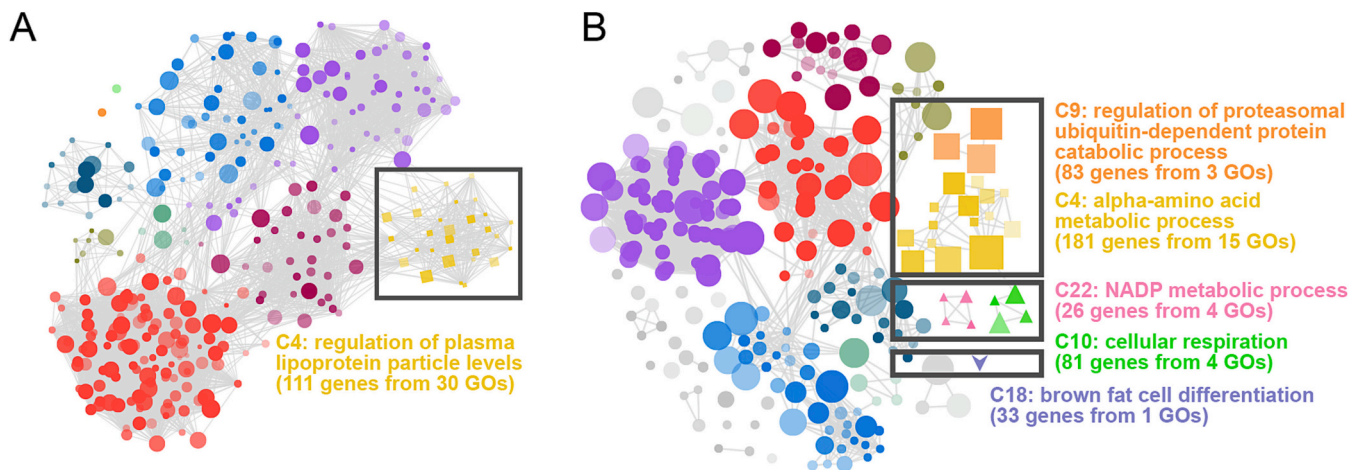 A
B
C4: regulation of plasma
lipoprotein particle levels
(111 genes from 30 GOs)
C9: regulation of proteasomal
ubiquitin-dependent protein
catabolic process
(83 genes from 3 GOs)
C4: alpha-amino acid
metabolic process
(181 genes from 15 GOs)
C22: NADP metabolic process
(26 genes from 4 GOs)
C10: cellular respiration
(81 genes from 4 GOs)
C18: brown fat cell differentiation
(33 genes from 1 GOs)